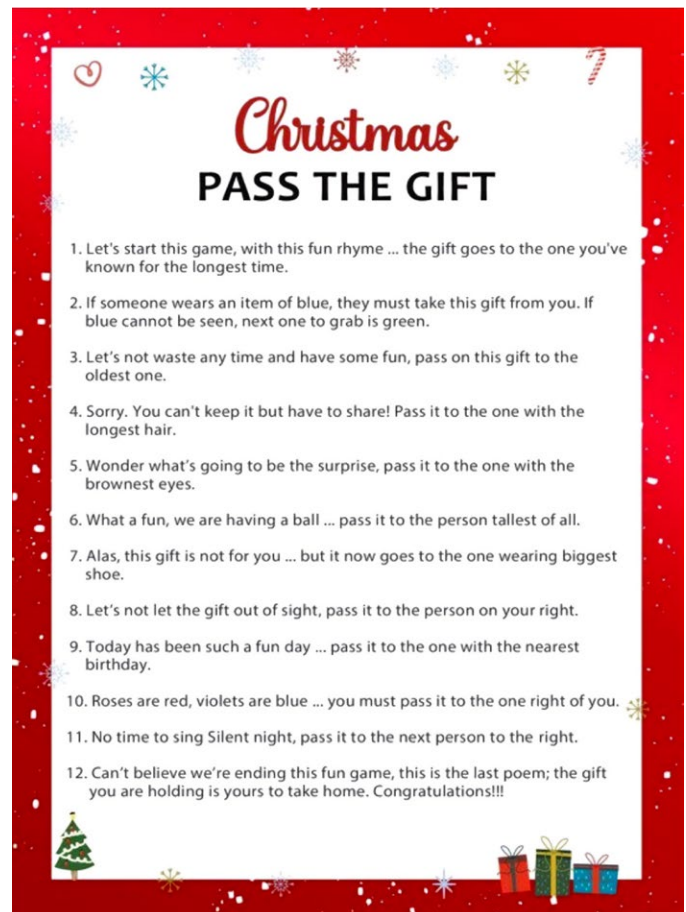 Christmas
PASS THE GIFT
1. Let's start this game, with this fun rhyme ... the gift goes to the one you've
known for the longest time.
2. If someone wears an item of blue, they must take this gift from you. If
blue cannot be seen, next one to grab is green.
3. Let's not waste any time and have some fun, pass on this gift to the
oldest one.
4. Sorry. You can't keep it but have to share! Pass it to the one with the
longest hair.
5. Wonder what's going to be the surprise, pass it to the one with the
brownest eyes.
6. What a fun, we are having a ball ... pass it to the person tallest of all.
7. Alas, this gift is not for you ... but it now goes to the one wearing biggest
shoe.
8. Let's not let the gift out of sight, pass it to the person on your right.
9. Today has been such a fun day ... pass it to the one with the nearest
birthday.
10. Roses are red, violets are blue ... you must pass it to the one right of you.
11. No time to sing Silent night, pass it to the next person to the right.
12. Can't believe we're ending this fun game, this is the last poem; the gift
you are holding is yours to take home. Congratulations!!!